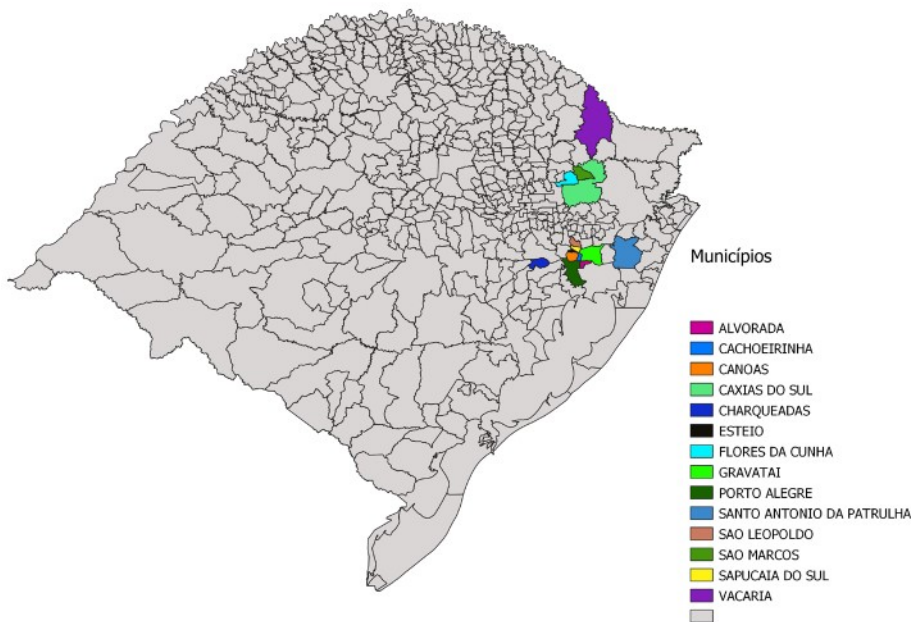 Municípios
ALVORADA
CACHOEIRINHA
CANOAS
CAXIAS DO SUL
CHARQUEADAS
ESTEIO
FLORES DA CUNHA
GRAVATAI
PORTO ALEGRE
SANTO ANTONIO DA PATRULHA
SAO LEOPOLDO
SAO MARCOS
SAPUCAIA DO SUL
VACARIA